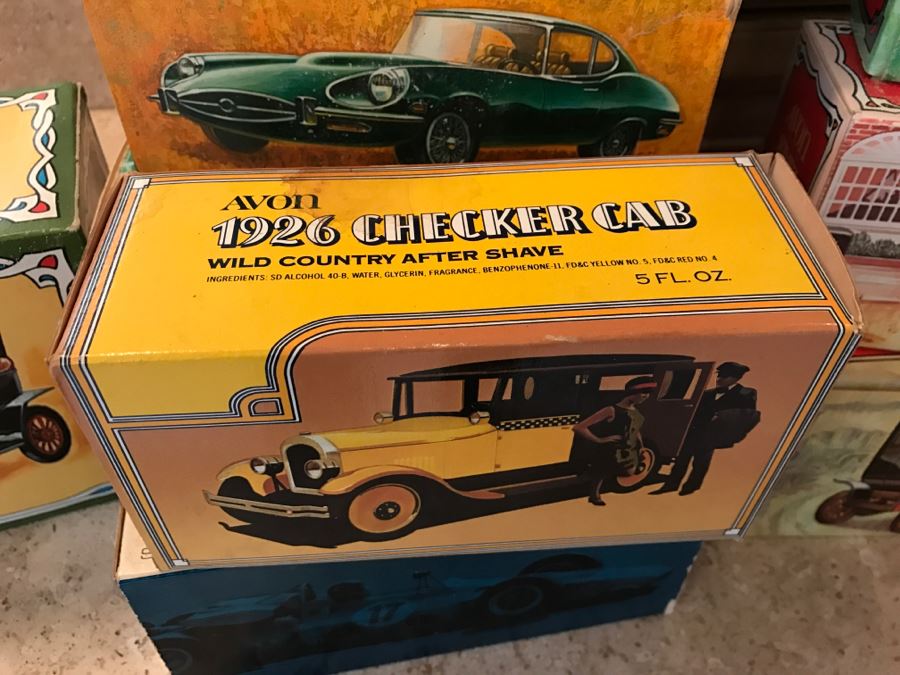 AVON
1926 CHECKER CAB
WILD COUNTRY AFTER SHAVE
INGREDIENTS: SD ALCOHOL 40-B, WATER, GLYCERIN, FRAGRANCE, BENZOPHENONE-11, FD&C YELLOW NO. 5, FD&C RED NO. 4
5 FL. OZ.